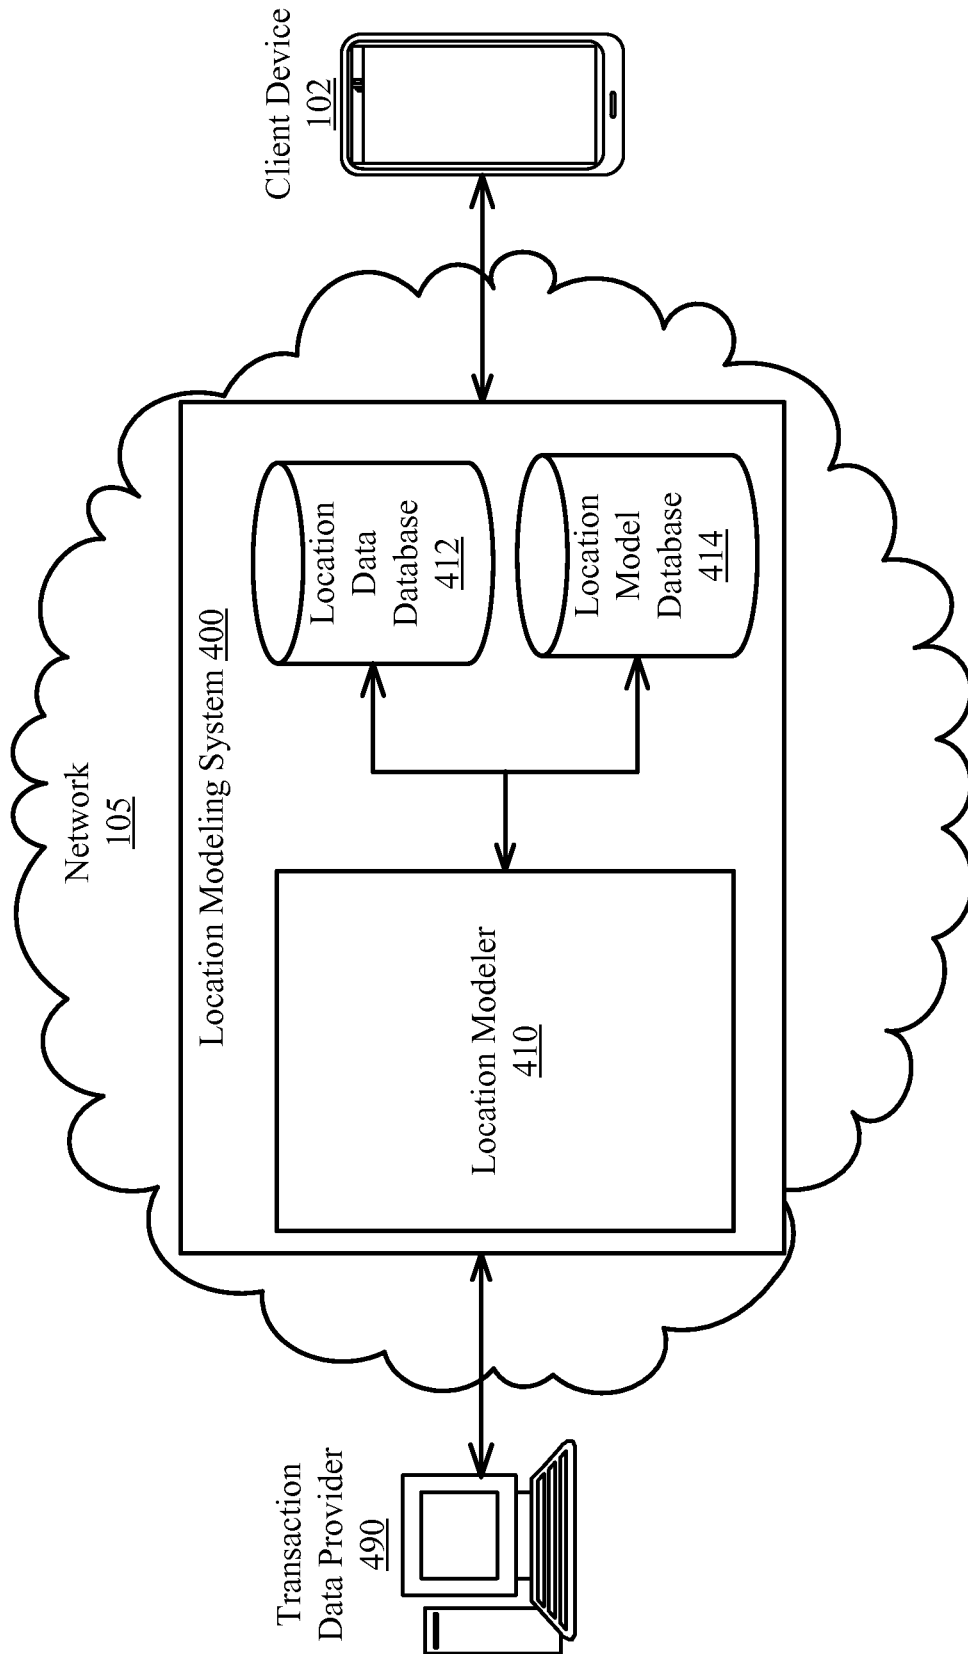 Network
105
Location Modeling System 400
Transaction
Data Provider
490
Location Modeler
410
Location
Data
Database
412
Location
Model
Database
414
Client Device
102